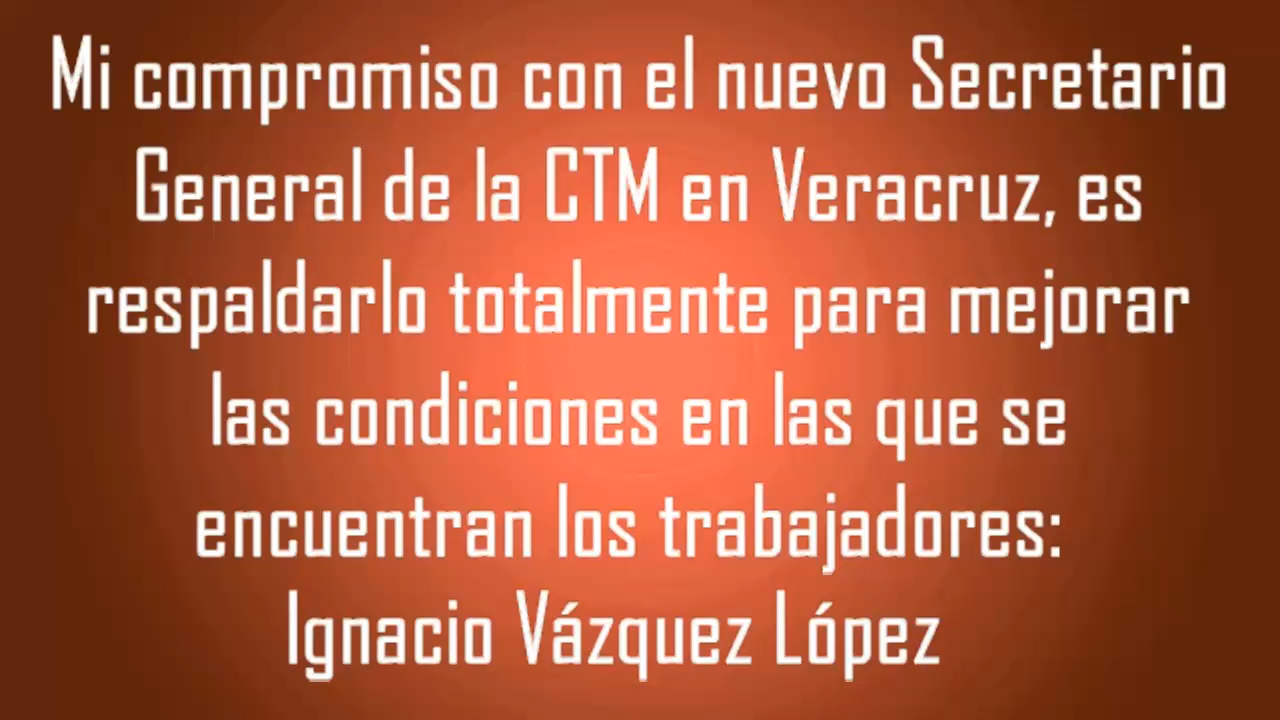 Mi compromiso con el nuevo Secretario
General de la CTM en Veracruz, es
respaldarlo totalmente para mejorar
las condiciones en las que se
encuentran los trabajadores:
Ignacio Vázquez López